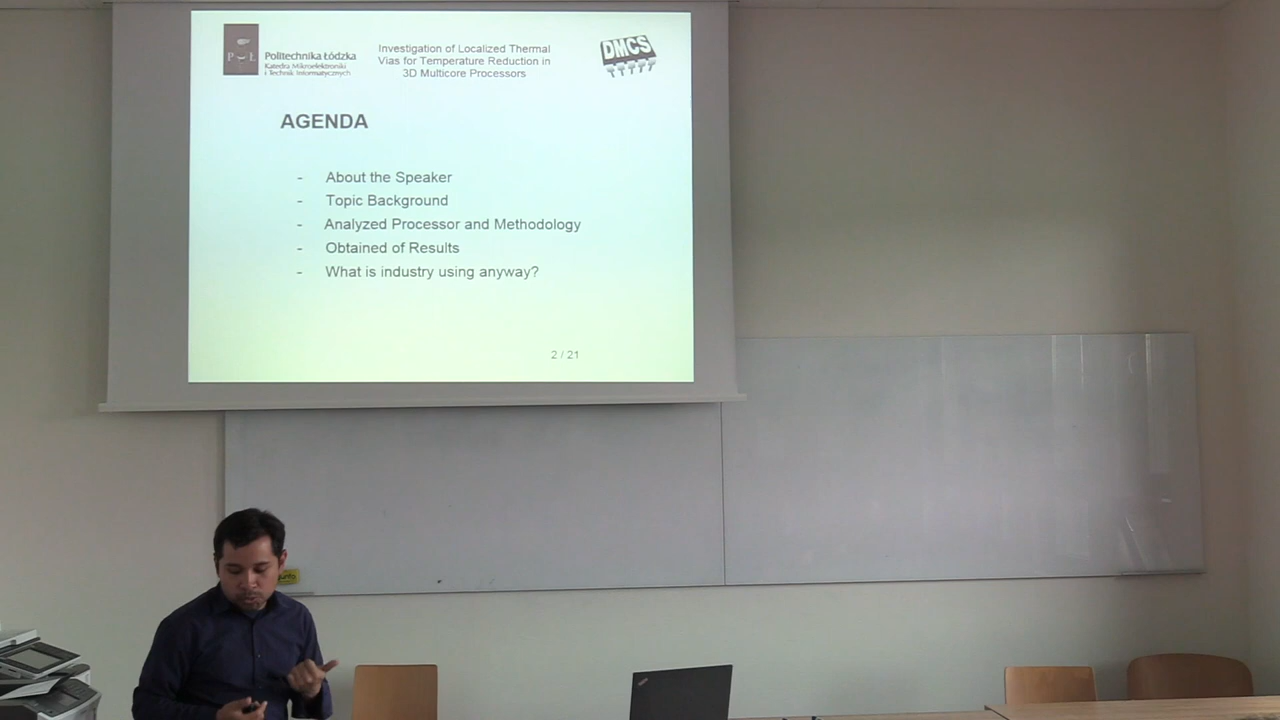 Politechnika Łódzka
Katedra Mikroelektroniki
i Technik Informatycznych
Investigation of Localized Thermal
Vias for Temperature Reduction in
3D Multicore Processors
DMCS
AGENDA
- About the Speaker
- Topic Background
- Analyzed Processor and Methodology
- Obtained of Results
- What is industry using anyway?
2 / 21